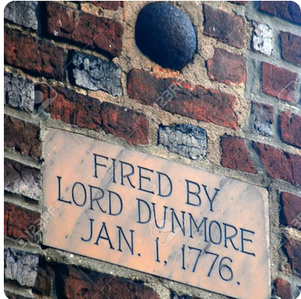 FIRED BY
LORD DUNMORE
JAN. 1, 1776.